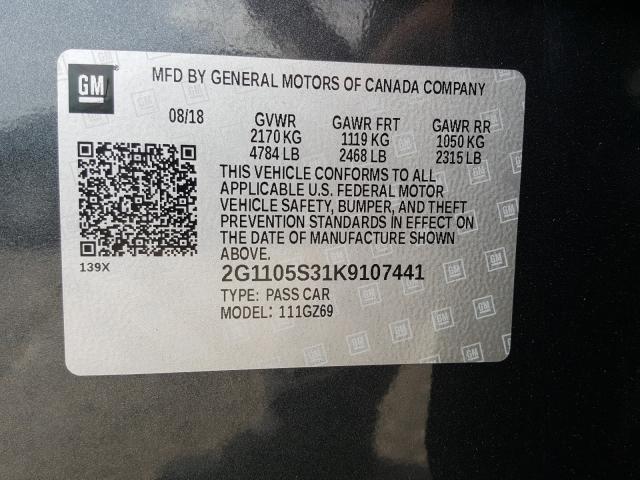 GM
MFD BY GENERAL MOTORS OF CANADA COMPANY
08/18 GVWR GAWR FRT GAWR RR
2170 KG 1119 KG 1050 KG
4784 LB 2468 LB 2315 LB
THIS VEHICLE CONFORMS TO ALL
APPLICABLE U.S. FEDERAL MOTOR
VEHICLE SAFETY, BUMPER, AND THEFT
PREVENTION STANDARDS IN EFFECT ON
THE DATE OF MANUFACTURE SHOWN
ABOVE.
139X
2G1105S31K9107441
TYPE: PASS CAR
MODEL: 111GZ69